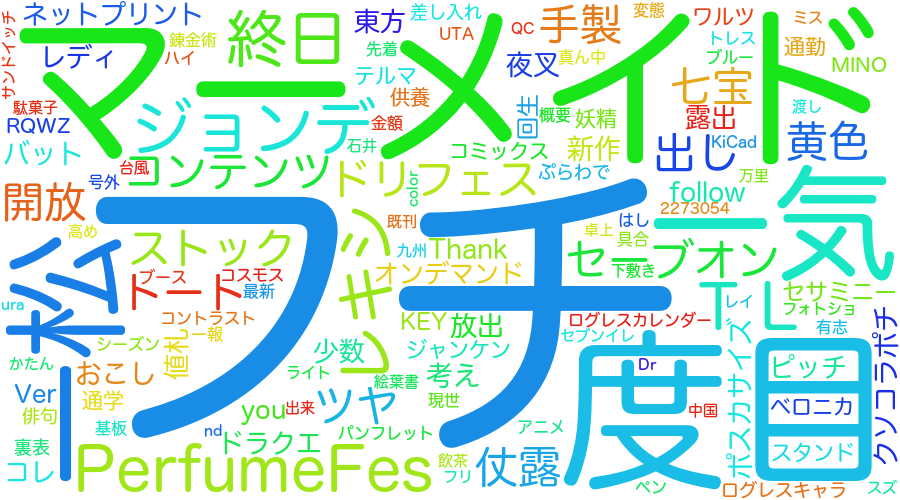 サンドイッチ
ネットプリント
錬金術
ハイ
レディ
駄菓子
RQWZ
バット
台風
号外
マーメイド
終日
東方
先着
テルマ
金額
石井
差し入れ
UTA
供養
QC
夜叉
手製
真ん中
変態
ワルツ
トレス
ブルー
ミス
通勤
MINO
七宝
露出
渡し
回生
概要
妖精
新作
コミックス
ぷらわで
出し
KiCad
黄色
万里
ジョンデ
コンテンツ
ドリフェス
color
既刊
follow
2273054
はし
卓上
具合
開放
高め
松
ura
ストック
フチ
レキシ
Thank
九州
オンデマンド
セーブオン
下敷き
一気
ブース
コスモス
最新
トート
コントラスト
一報
値札
シーズン
かたん
おこし
KEY
放出
少数
ジャンケン
ライト
絵葉書
考え
現世
ログレスカレンダー
セブンイレ
TL
セサミニー
レイ
フォトショ
有志
クソコラポチ
Ver
俳句
通学
基板
裏表
コレ
nd
you
出来
ツヤ
ドラクエ
パンフレット
飲茶
フリ
アニメ
PerfumeFes
仗露
度目
Dr
中国
ペン
ポスカサイズ
ピッチ
ベロニカ
スタンド
ログレスキャラ
スズ